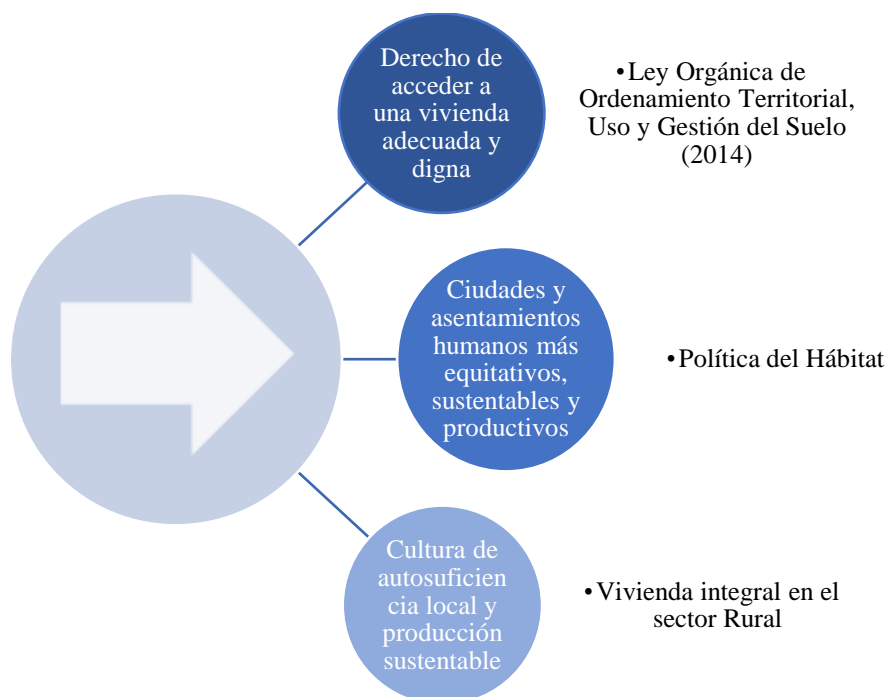 Derecho de
acceder a
una vivienda
adecuada y
digna
•Ley Orgánica de
Ordenamiento Territorial,
Uso y Gestión del Suelo
(2014)
Ciudades y
asentamientos
humanos más
equitativos,
sustentables y
productivos
•Política del Hábitat
Cultura de
autosuficien
cia local y
producción
sustentable
•Vivienda integral en el
sector Rural